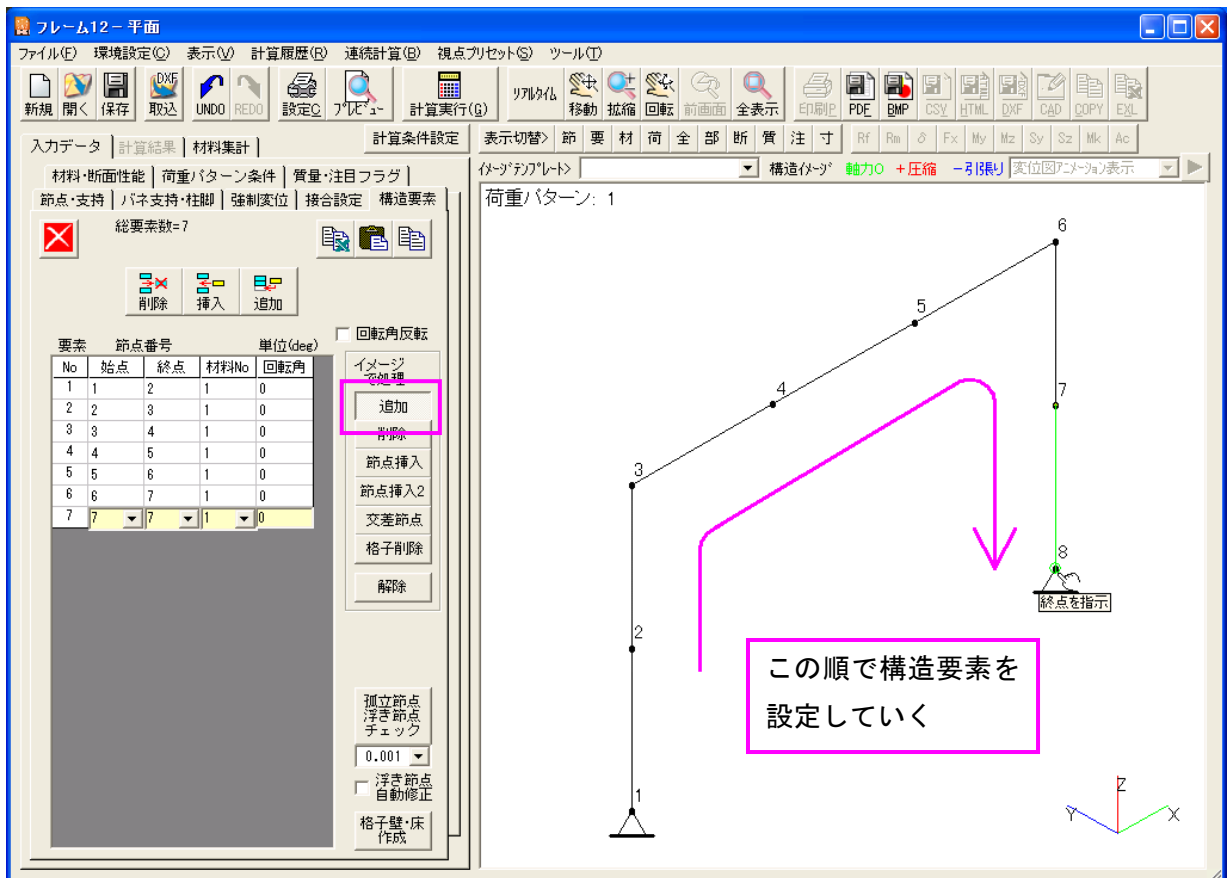 フレーム12 − 平面
ファイル(F) 環境設定(C) 表示(V) 計算履歴(R) 連続計算(B) 視点プリセット(S) ツール(T)
新規 開く 保存 DXF 取込 UNDO REDO 設定C プレビュー 計算実行(G) リアルタイム 移動 拡縮 回転 前画面 全表示 印刷P PDF BMP CSV HTML DXF CAD COPY EXL
入力データ 計算結果 材料集計 計算条件設定
表示切替> 節 要 材 荷 全 部 断 質 注 寸 Rf Rm δ Fx My Mz Sy Sz Mk Ac
材料・断面性能 荷重パターン条件 質量・注目フラグ
イメージテンプレート> 構造イメージ 軸力0 +圧縮 −引張り 変位図アニメーション表示
節点・支持 バネ支持・柱脚 強制変位 接合設定 構造要素
総要素数=7
削除 挿入 追加
回転角反転
要素 節点番号 単位(deg)
No 始点 終点 材料No 回転角
1 1 2 1 0
2 2 3 1 0
3 3 4 1 0
4 4 5 1 0
5 5 6 1 0
6 6 7 1 0
7 7 7 1 0
イメージ
で処理
追加
削除
節点挿入
節点挿入2
交差節点
格子削除
解除
孤立節点
浮き節点
チェック
0.001
浮き節点
自動修正
格子壁・床
作成
荷重パターン: 1
6
5
4
7
3
8
終点を指示
2
この順で構造要素を
設定していく
1
Z
Y
X